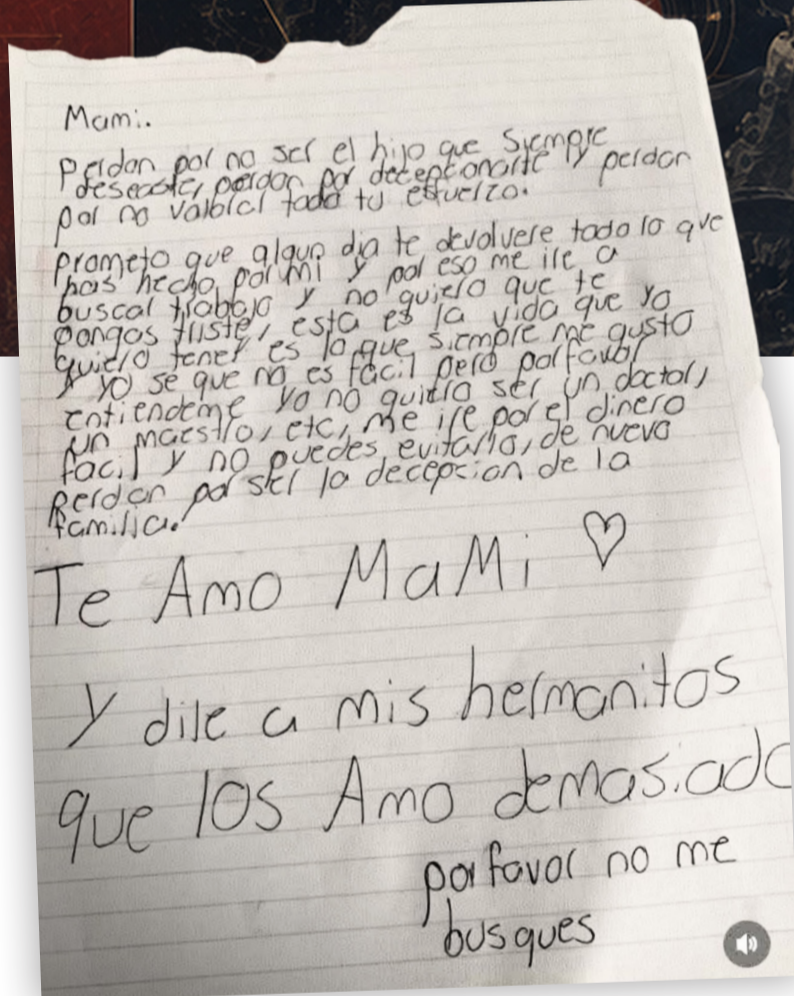 Mami.
Perdon por no ser el hijo que siempre
deseaste, perdon por decepcionarte y perdon
por no valorar todo tu esfuerzo.
prometo que algun dia te devolvere todo lo que
has hecho por mi y por eso me ire a
buscar trabajo y no quiero que te
pongas triste, esta es la vida que yo
quiero tener es lo que siempre me gusto
y yo se que no es facil pero porfavor
entiendeme yo no quiero ser un doctor,
un maestro, etc, me ire por el dinero
facil y no puedes evitarlo, de nuevo
Perdon por ser la decepcion de la
familia.
Te Amo MaMi
y dile a mis hermanitos
que los Amo demasiado
porfavor no me
busques